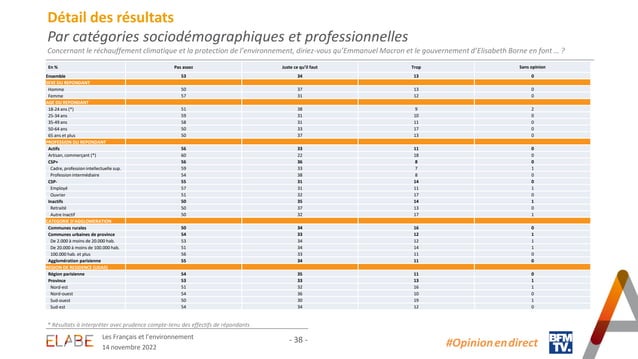 Détail des résultats
Par catégories sociodémographiques et professionnelles
Concernant le réchauffement climatique et la protection de l'environnement, diriez-vous qu'Emmanuel Macron et le gouvernement d'Elisabeth Borne en font … ?
En % Pas assez Juste ce qu'il faut Trop Sans opinion
Ensemble 53 34 13 0
SEXE DU REPONDANT
Homme 50 37 13 0
Femme 57 31 12 0
AGE DU REPONDANT
18-24 ans (*) 51 38 9 2
25-34 ans 59 31 10 0
35-49 ans 58 31 11 0
50-64 ans 50 33 17 0
65 ans et plus 50 37 13 0
PROFESSION DU REPONDANT
Actifs 56 33 11 0
Artisan, commerçant (*) 60 22 18 0
CSP+ 56 36 8 0
Cadre, profession intellectuelle sup. 59 33 7 1
Profession intermédiaire 54 38 8 0
CSP- 55 31 14 0
Employé 57 31 11 1
Ouvrier 51 32 17 0
Inactifs 50 35 14 1
Retraité 50 37 13 0
Autre inactif 50 32 17 1
CATEGORIE D'AGGLOMERATION
Communes rurales 50 34 16 0
Communes urbaines de province 54 33 12 1
De 2.000 à moins de 20.000 hab. 53 34 12 1
De 20.000 à moins de 100.000 hab. 51 34 14 1
100.000 hab. et plus 56 33 11 0
Agglomération parisienne 55 34 11 0
REGION DE RESIDENCE (UDA5)
Région parisienne 54 35 11 0
Province 53 33 13 1
Nord-est 51 32 16 1
Nord-ouest 54 36 10 0
Sud-ouest 50 30 19 1
Sud-est 54 34 12 0
* Résultats à interpréter avec prudence compte-tenu des effectifs de répondants
ELABE
Les Français et l'environnement
14 novembre 2022
- 38 -
#Opinion en direct
BFM
TV.